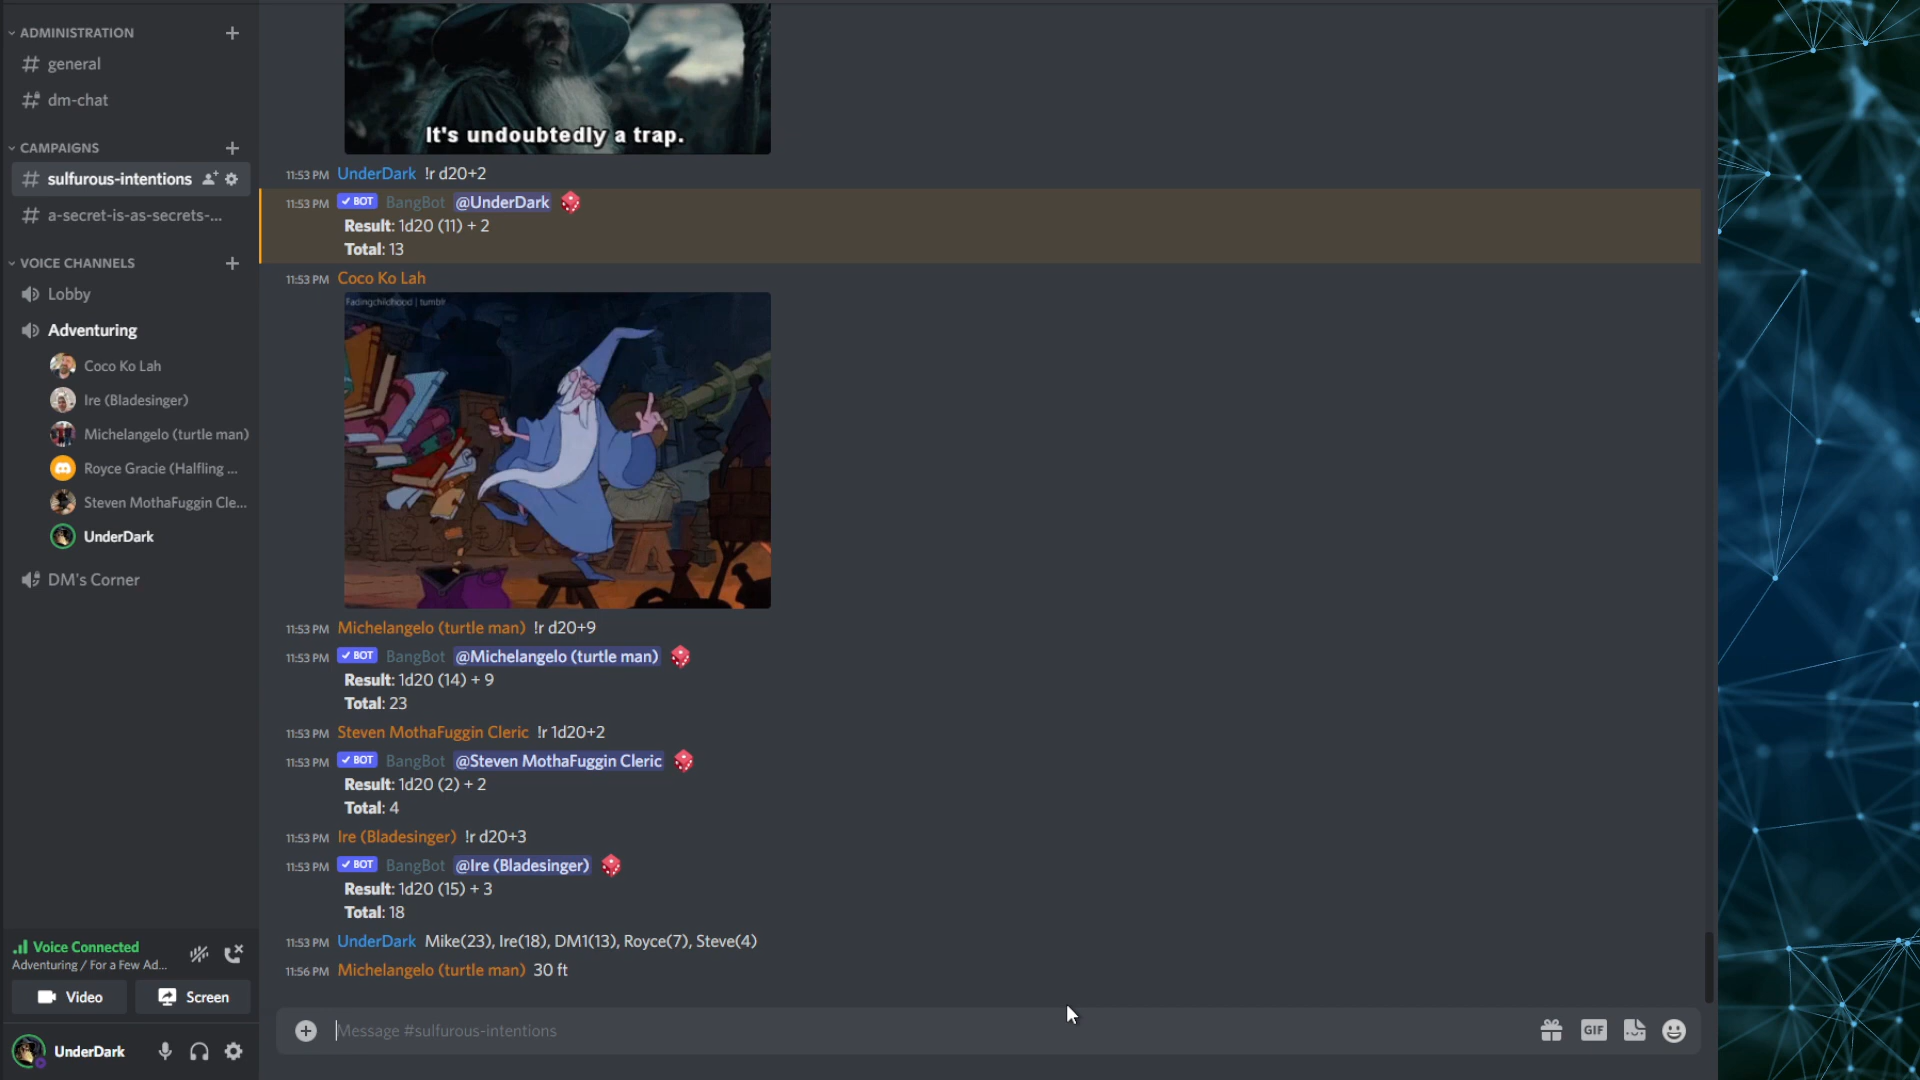 ADMINISTRATION
general
dm-chat
CAMPAIGNS
sulfurous-intentions
a-secret-is-as-secrets-...
VOICE CHANNELS
Lobby
Adventuring
Coco Ko Lah
Ire (Bladesinger)
Michelangelo (turtle man)
Royce Gracie (Halfling ...
Steven MothaFuggin Cle...
UnderDark
DM's Corner
Voice Connected
Adventuring / For a Few Ad...
Video
Screen
UnderDark
It's undoubtedly a trap.
11:53 PM UnderDark !r d20+2
11:53 PM BOT BangBot @UnderDark
Result: 1d20 (11) + 2
Total: 13
11:53 PM Coco Ko Lah
Fadingchildhood | tumblr
11:53 PM Michelangelo (turtle man) !r d20+9
11:53 PM BOT BangBot @Michelangelo (turtle man)
Result: 1d20 (14) + 9
Total: 23
11:53 PM Steven MothaFuggin Cleric !r 1d20+2
11:53 PM BOT BangBot @Steven MothaFuggin Cleric
Result: 1d20 (2) + 2
Total: 4
11:53 PM Ire (Bladesinger) !r d20+3
11:53 PM BOT BangBot @Ire (Bladesinger)
Result: 1d20 (15) + 3
Total: 18
11:53 PM UnderDark Mike(23), Ire(18), DM1(13), Royce(7), Steve(4)
11:56 PM Michelangelo (turtle man) 30 ft
Message #sulfurous-intentions
GIF